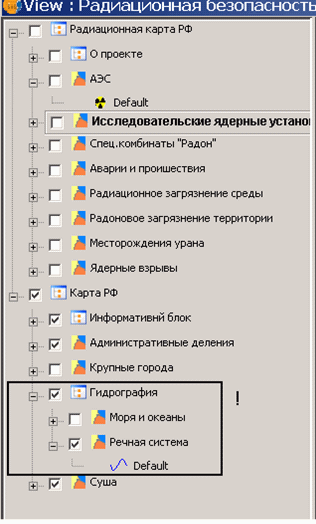 View : Радиационная безопасность
Радиационная карта РФ
О проекте
АЭС
Default
Исследовательские ядерные устано
Спец.комбинаты "Радон"
Аварии и проишествия
Радиационное загрязнение среды
Радоновое загрязнение территории
Месторождения урана
Ядерные взрывы
Карта РФ
Информативнй блок
Административные деления
Крупные города
Гидрография
!
Моря и океаны
Речная система
Default
Суша